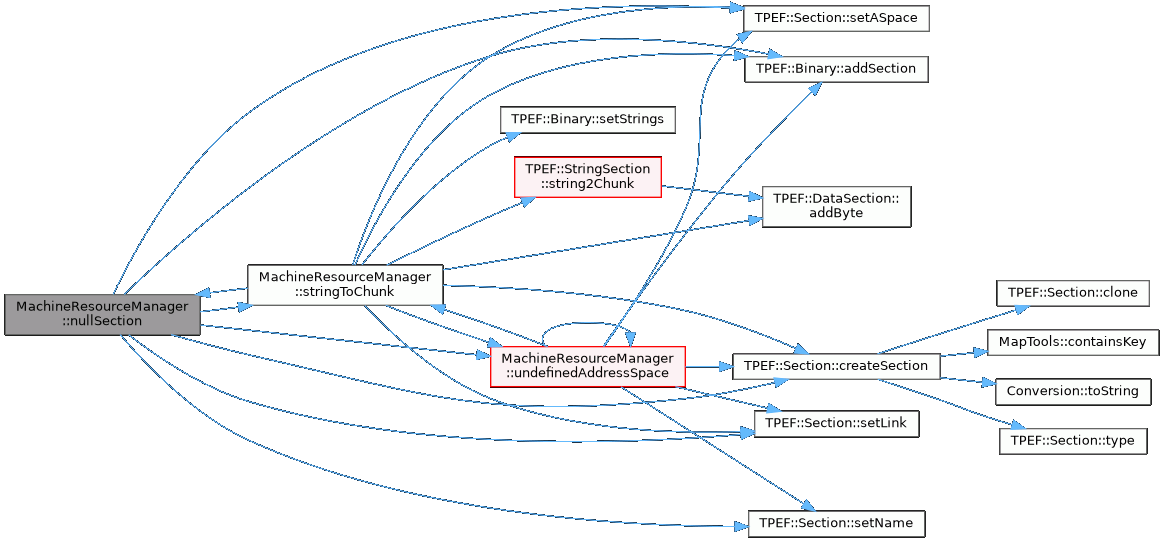 TPEF::Section::setASpace
TPEF::Binary::addSection
TPEF::Binary::setStrings
TPEF::StringSection
::string2Chunk
TPEF::DataSection::
addByte
MachineResourceManager
::stringToChunk
MachineResourceManager
::nullSection
TPEF::Section::clone
MapTools::containsKey
MachineResourceManager
::undefinedAddressSpace
TPEF::Section::createSection
Conversion::toString
TPEF::Section::setLink
TPEF::Section::type
TPEF::Section::setName